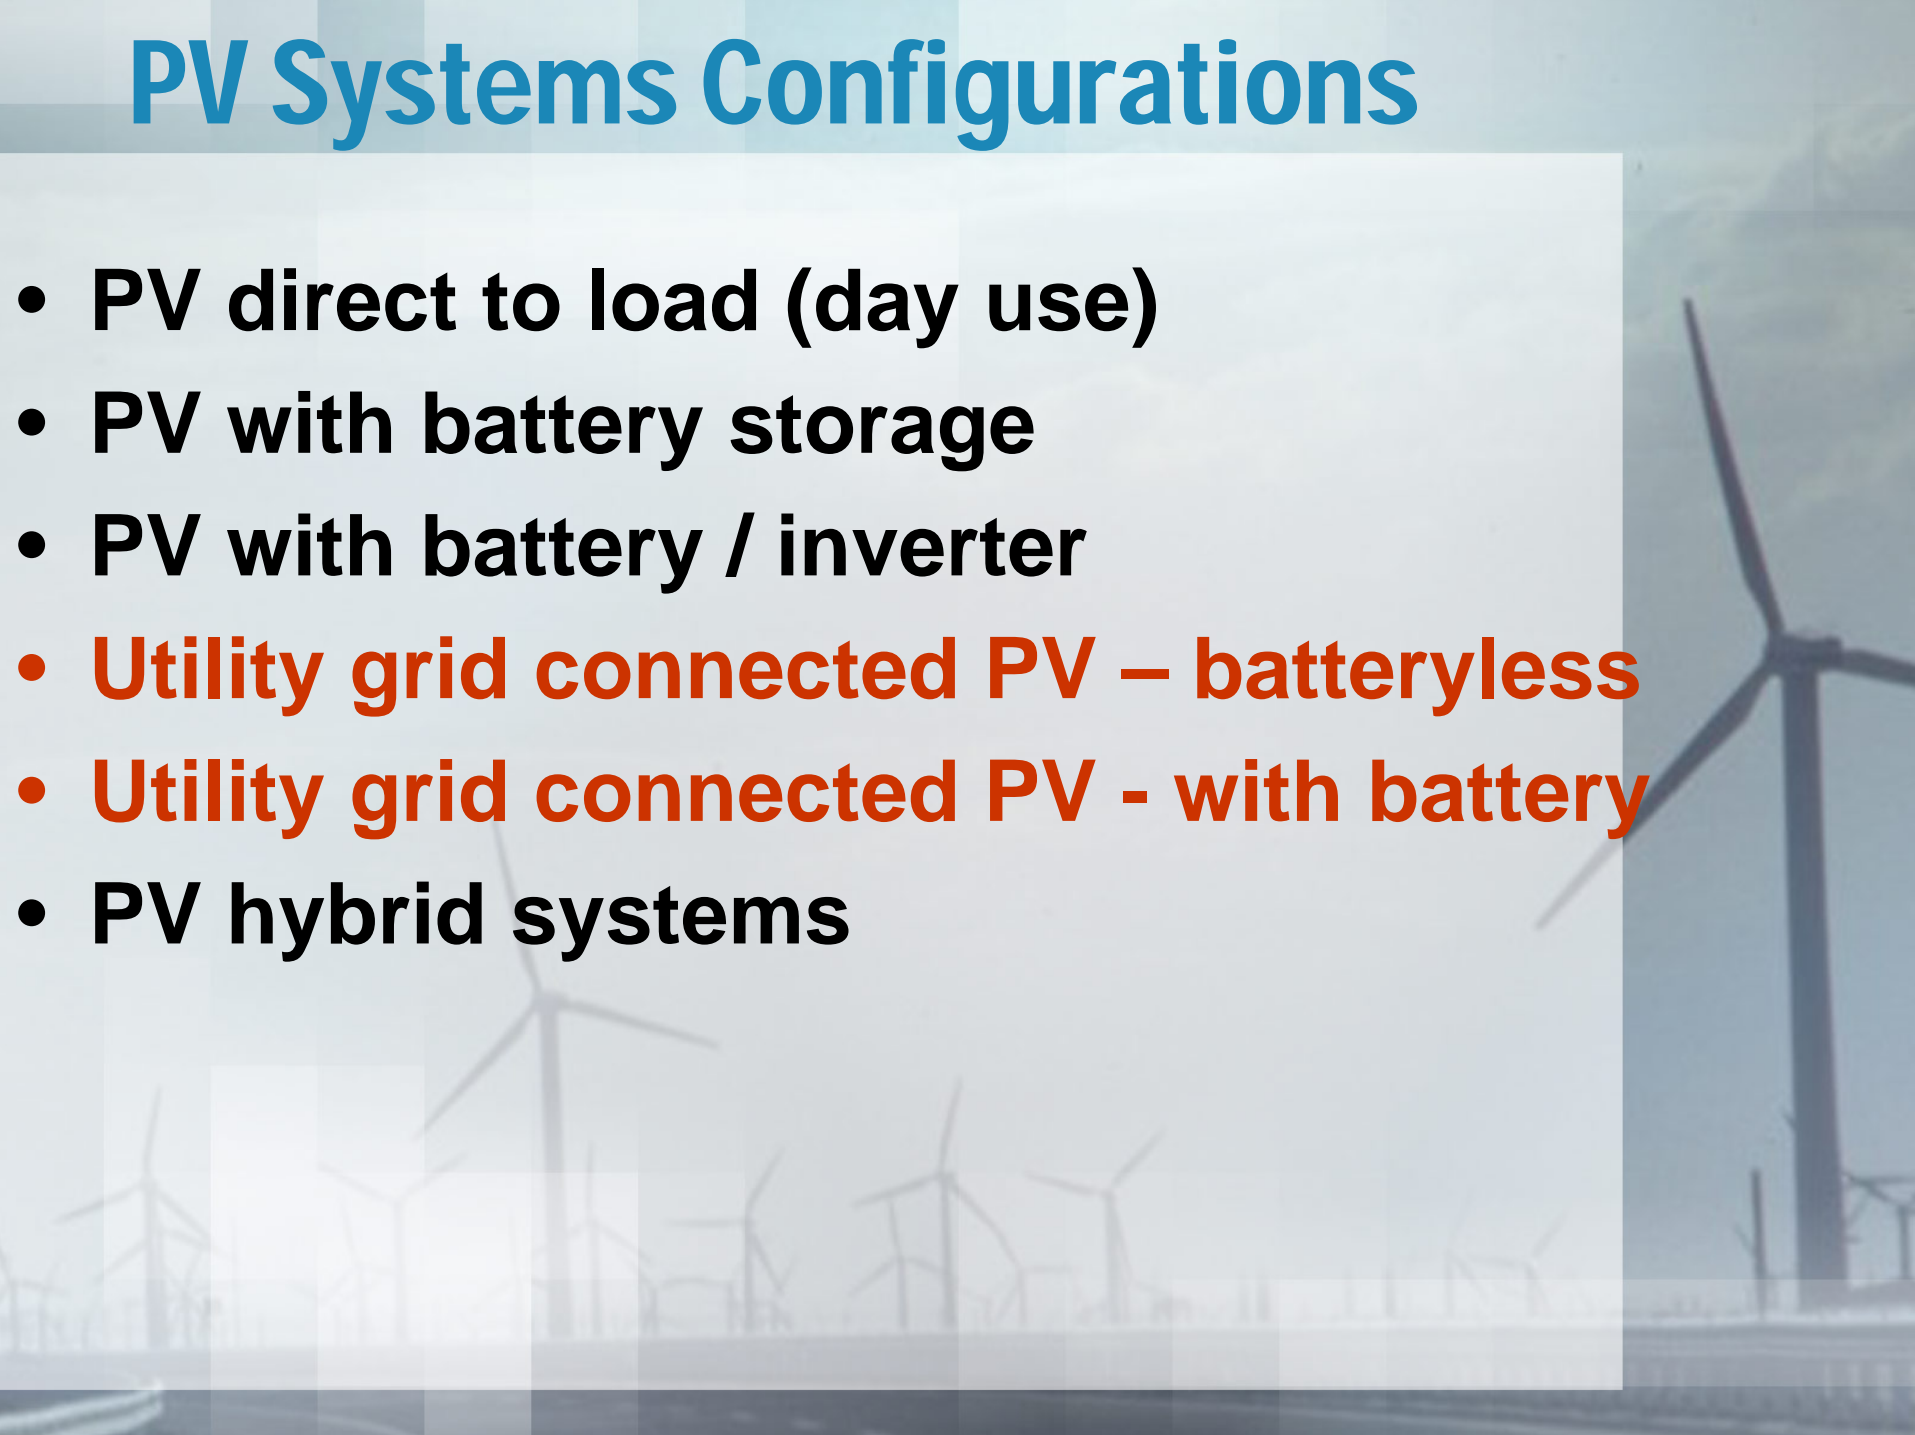 PV Systems Configurations
• PV direct to load (day use)
• PV with battery storage
• PV with battery / inverter
• Utility grid connected PV – batteryless
• Utility grid connected PV - with battery
• PV hybrid systems